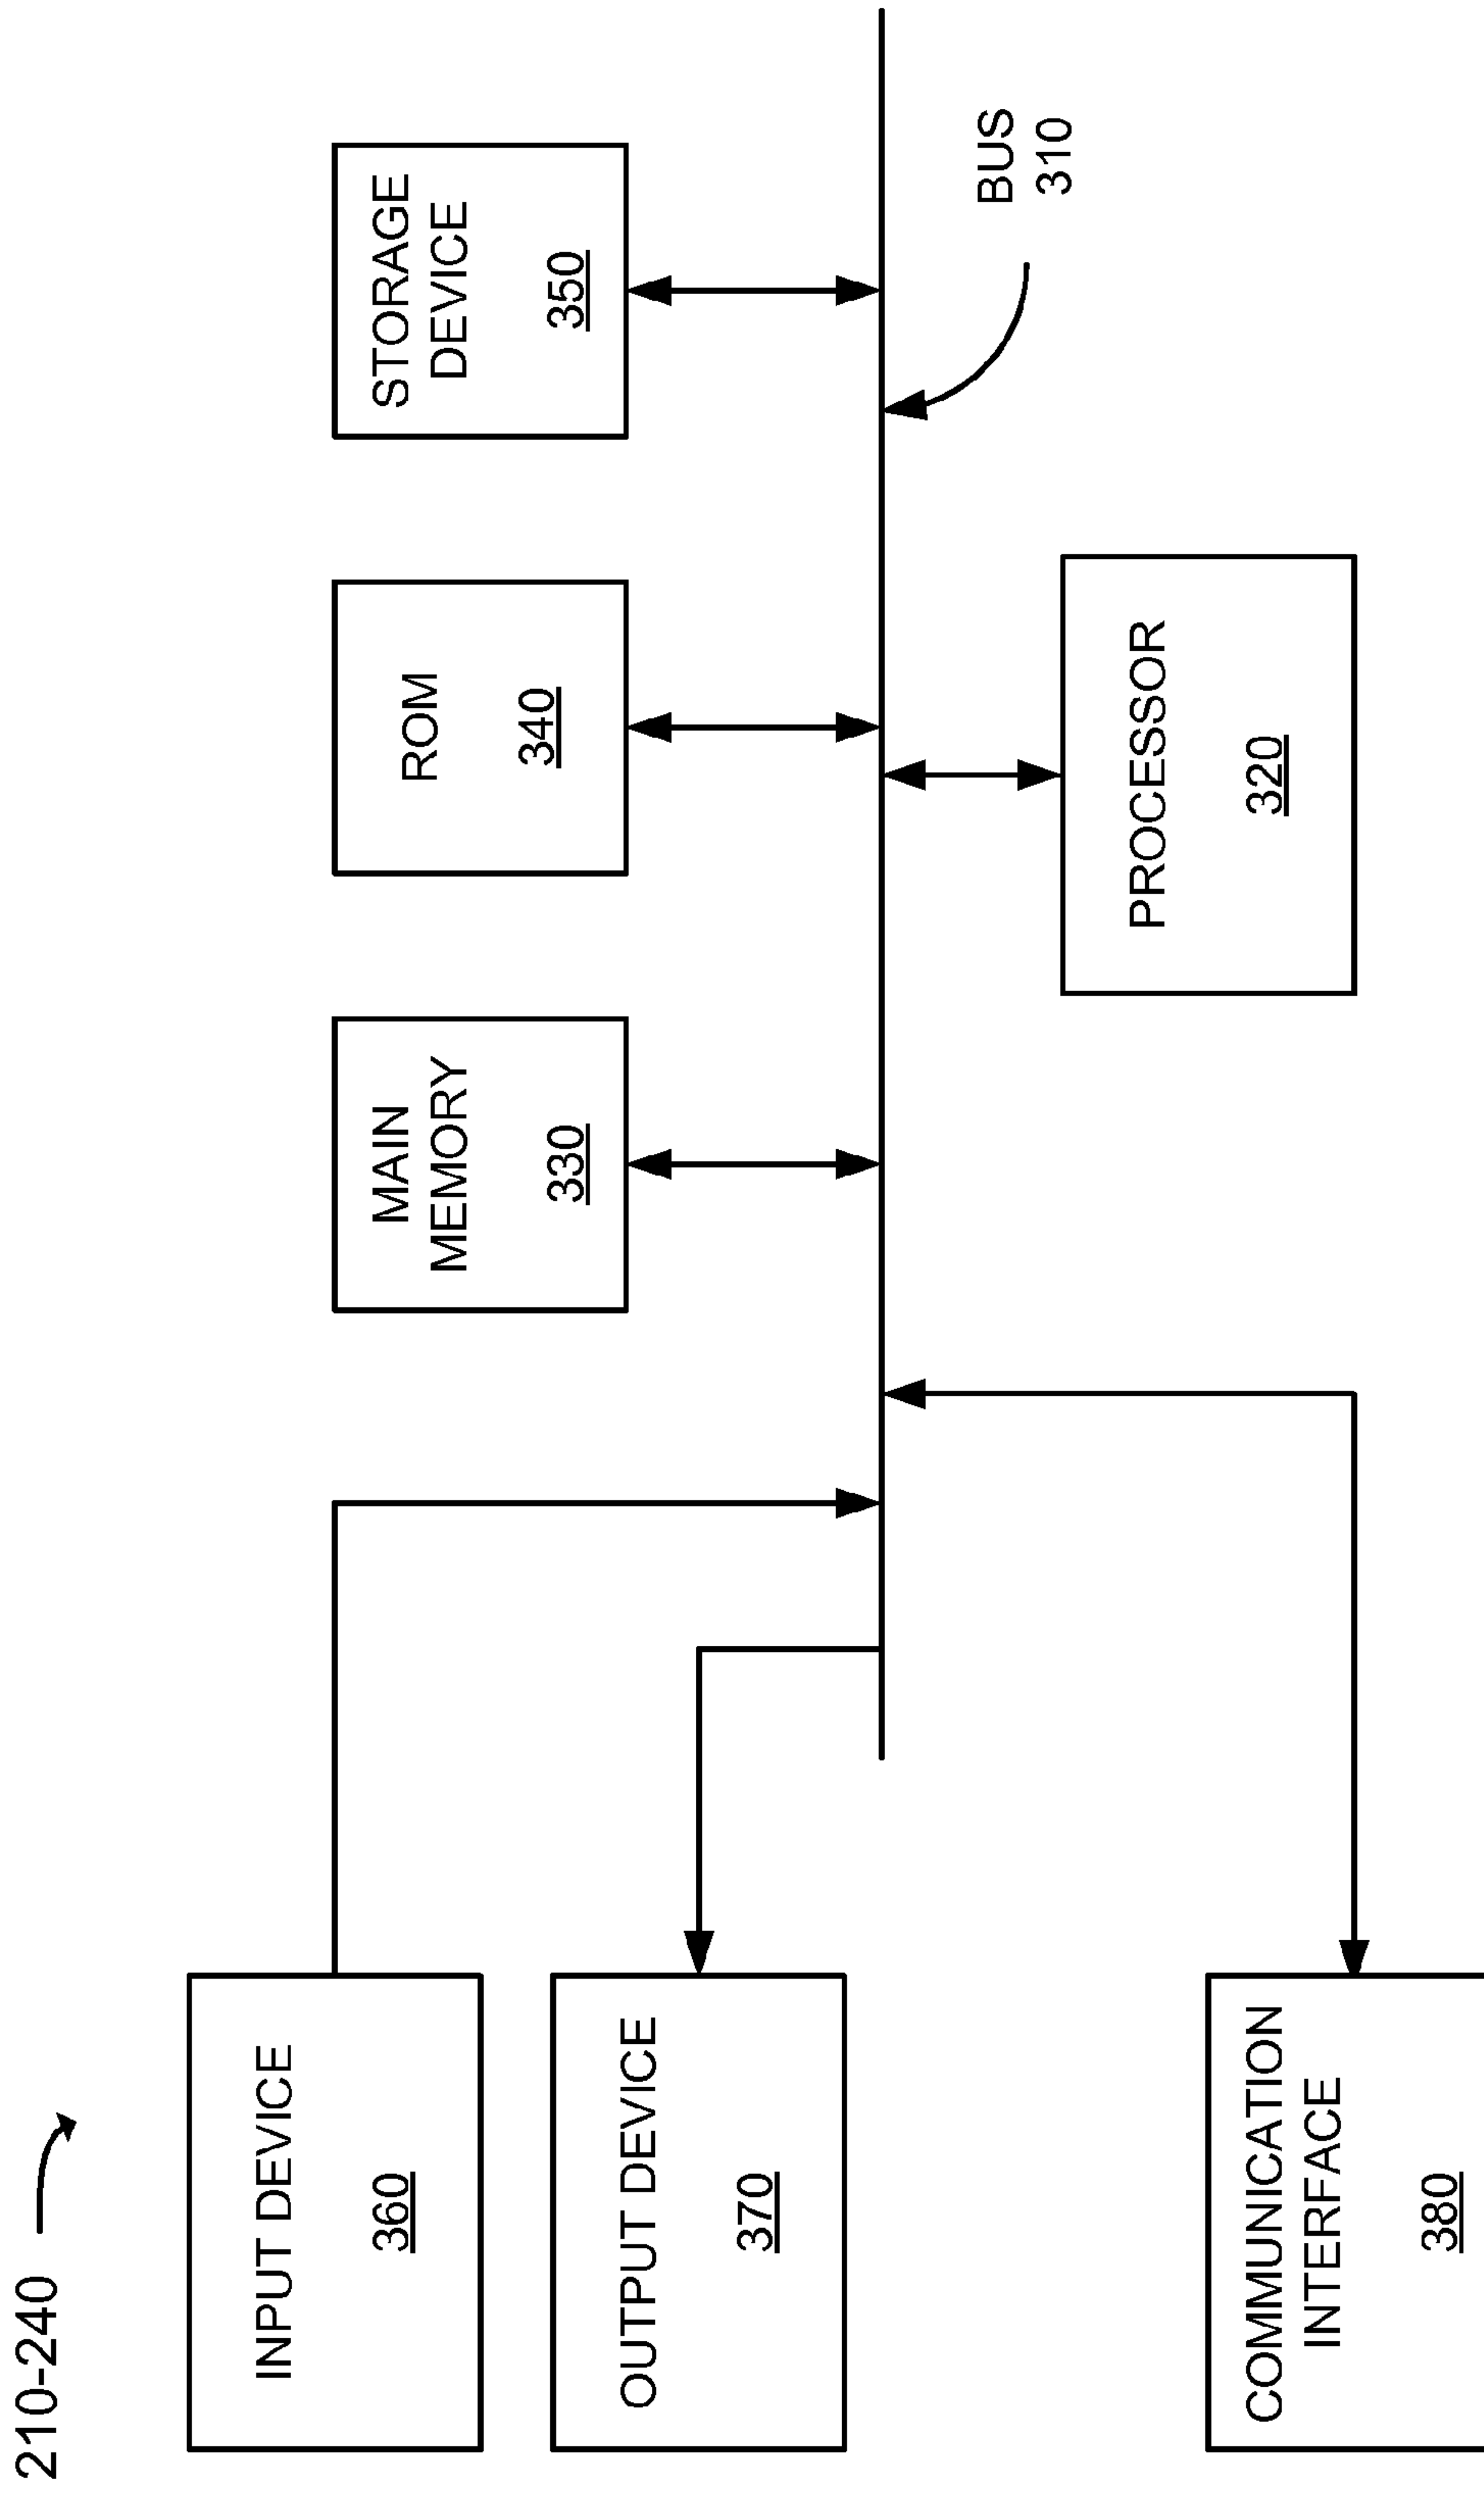 210-240
INPUT DEVICE
360
MAIN
MEMORY
330
ROM
340
STORAGE
DEVICE
350
OUTPUT DEVICE
370
BUS
310
COMMUNICATION
INTERFACE
380
PROCESSOR
320